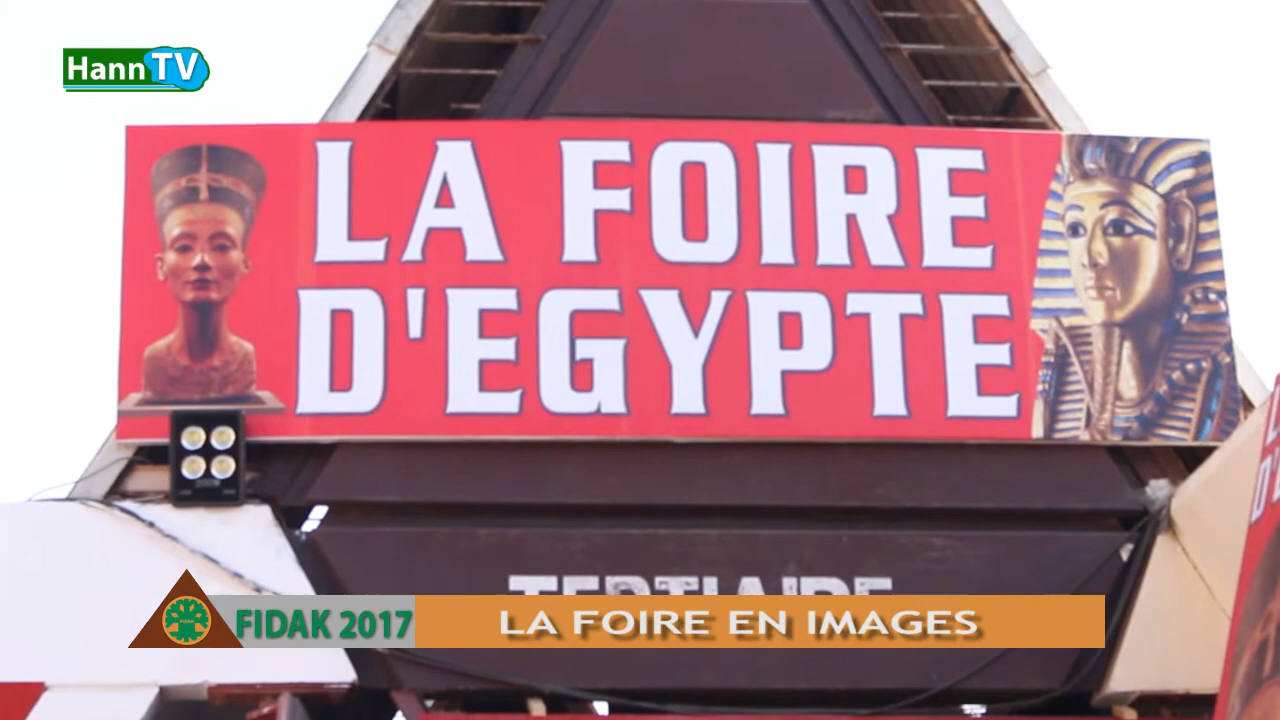 HannTV
LA FOIRE
D'EGYPTE
TERTIAIRE
FIDAK 2017
LA FOIRE EN IMAGES